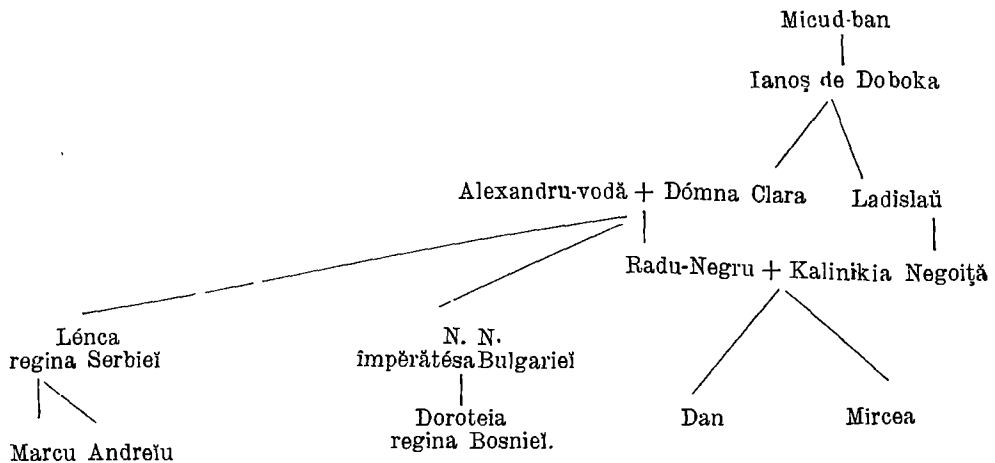 Micud-ban
Ianoş de Doboka
Alexandru-vodă + Dómna Clara Ladislaŭ
Radu-Negru + Kalinikia Negoiţă
Lénca
regina Serbieĭ
N. N.
împĕrătésa Bulgarieĭ
Doroteia
regina Bosnieĭ.
Dan Mircea
Marcu Andreĭu